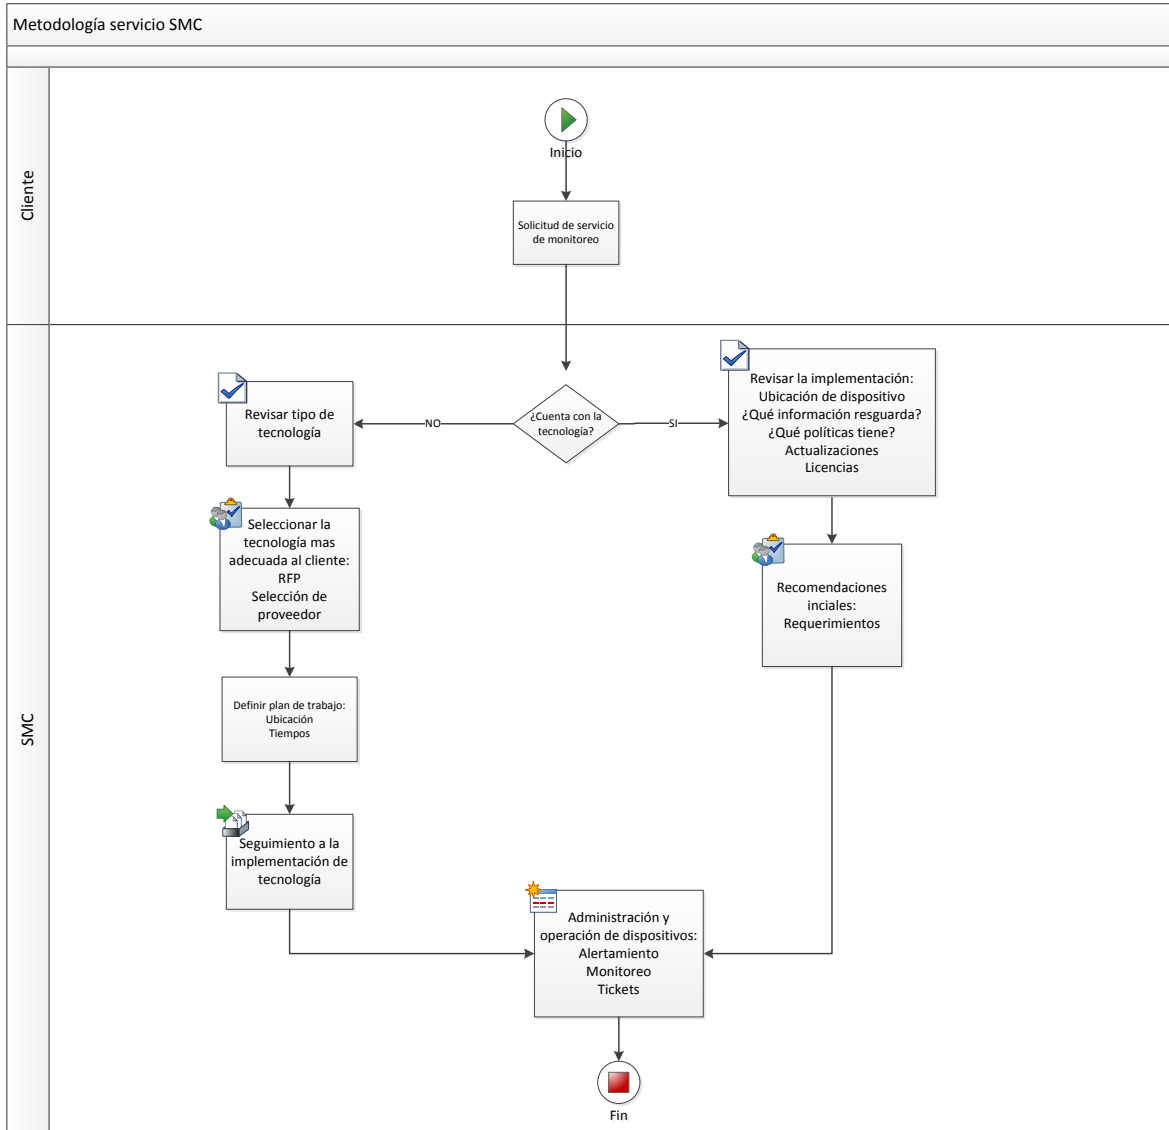 Metodología servicio SMC
Cliente
Inicio
Solicitud de servicio
de monitoreo
SMC
¿Cuenta con la
tecnología?
NO
SI
Revisar tipo de
tecnología
Seleccionar la
tecnología mas
adecuada al cliente:
RFP
Selección de
proveedor
Definir plan de trabajo:
Ubicación
Tiempos
Seguimiento a la
implementación de
tecnología
Revisar la implementación:
Ubicación de dispositivo
¿Qué información resguarda?
¿Qué políticas tiene?
Actualizaciones
Licencias
Recomendaciones
inciales:
Requerimientos
Administración y
operación de dispositivos:
Alertamiento
Monitoreo
Tickets
Fin